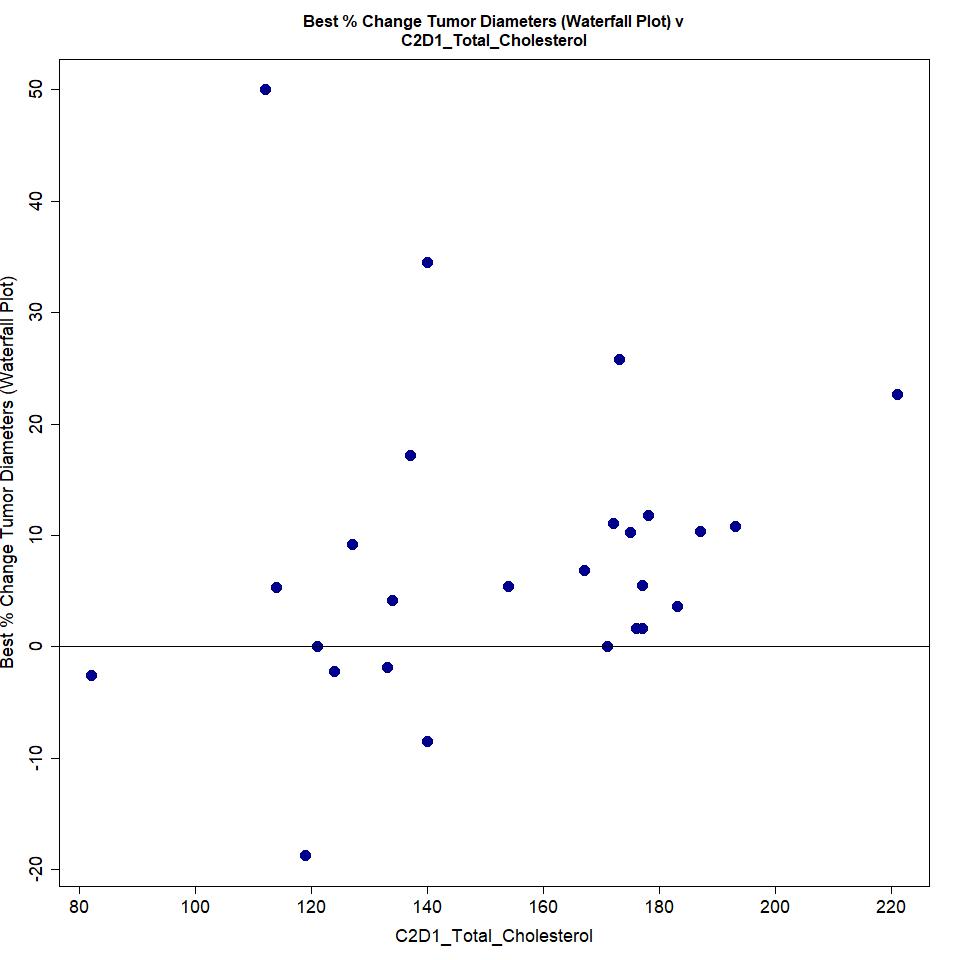 Best % Change Tumor Diameters (Waterfall Plot) v
C2D1_Total_Cholesterol
Best % Change Tumor Diameters (Waterfall Plot)
50
40
30
20
10
0
-10
-20
80 100 120 140 160 180 200 220
C2D1_Total_Cholesterol